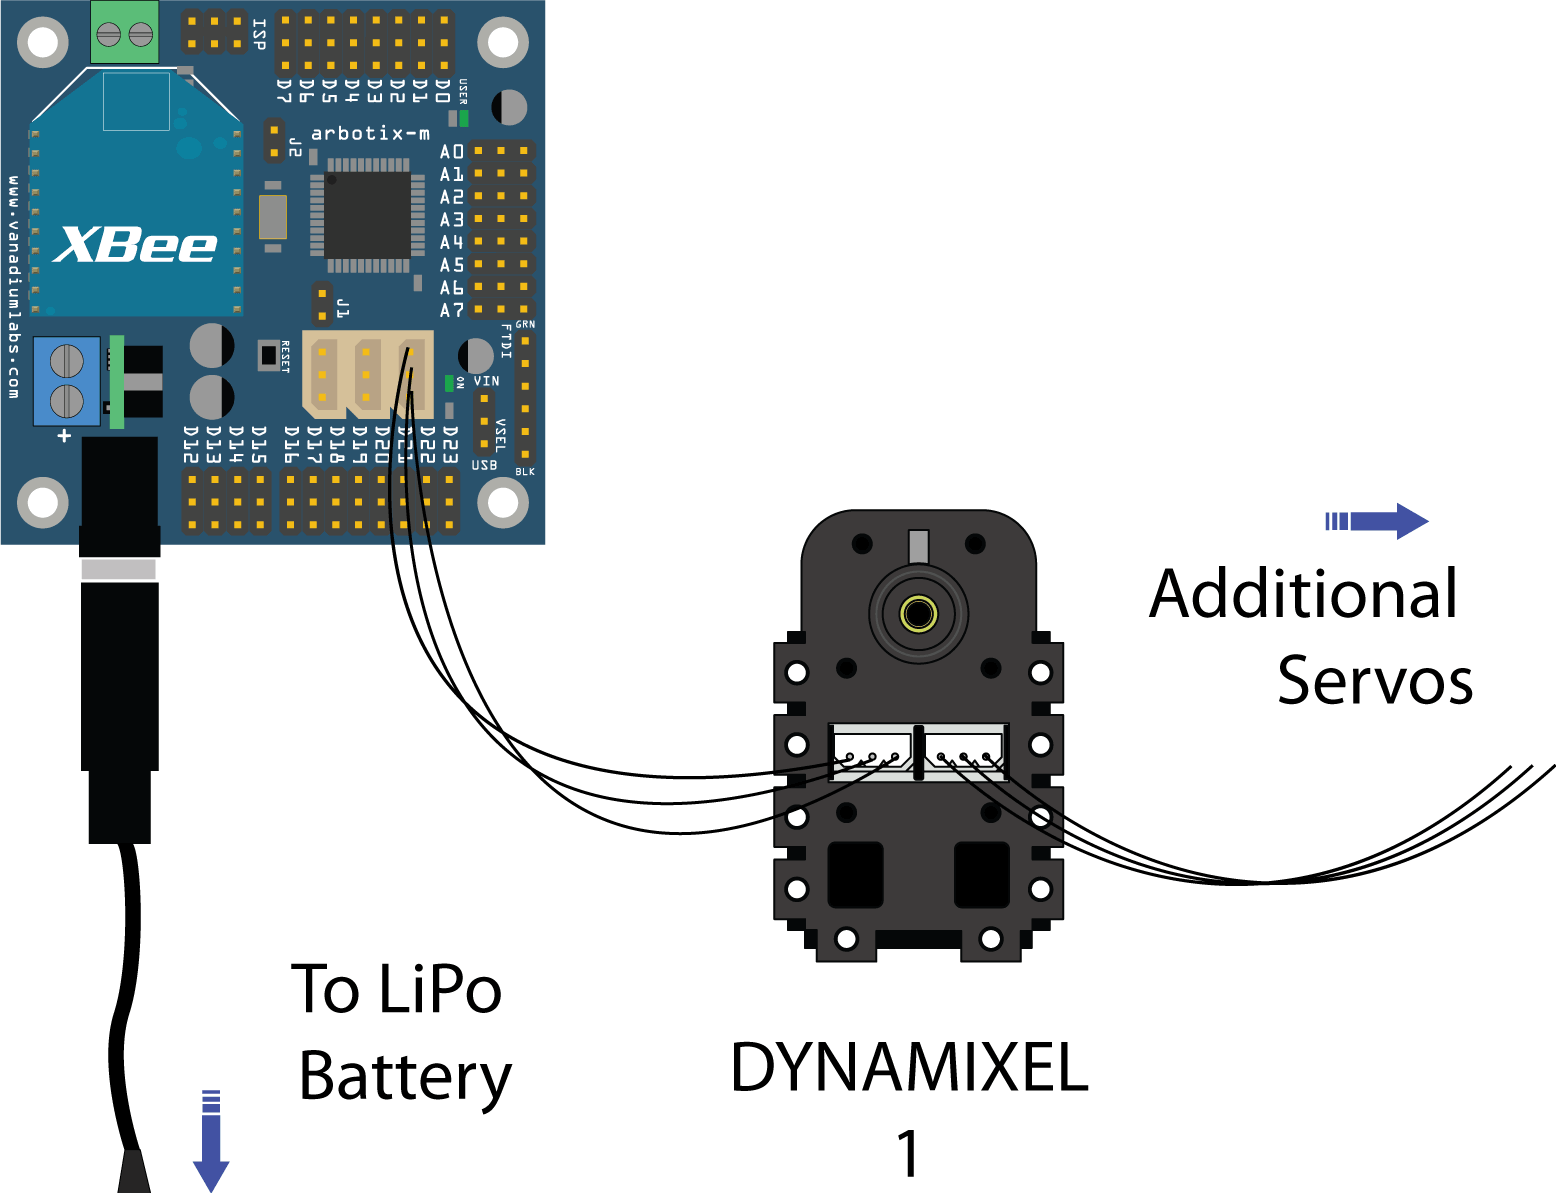 ISP
D7 D6 D5 D4 D3 D2 D1 D0
USER
arbotix-m
J2
A0
A1
A2
A3
A4
A5
A6
A7
XBee
www.vanadiumlabs.com
J1
GRN
FTDI
RESET
ON
VIN
VSEL
USB
BLK
+
D12 D13 D14 D15 D16 D17 D18 D19 D20 D21 D22 D23
Additional
Servos
To LiPo
Battery
DYNAMIXEL
1